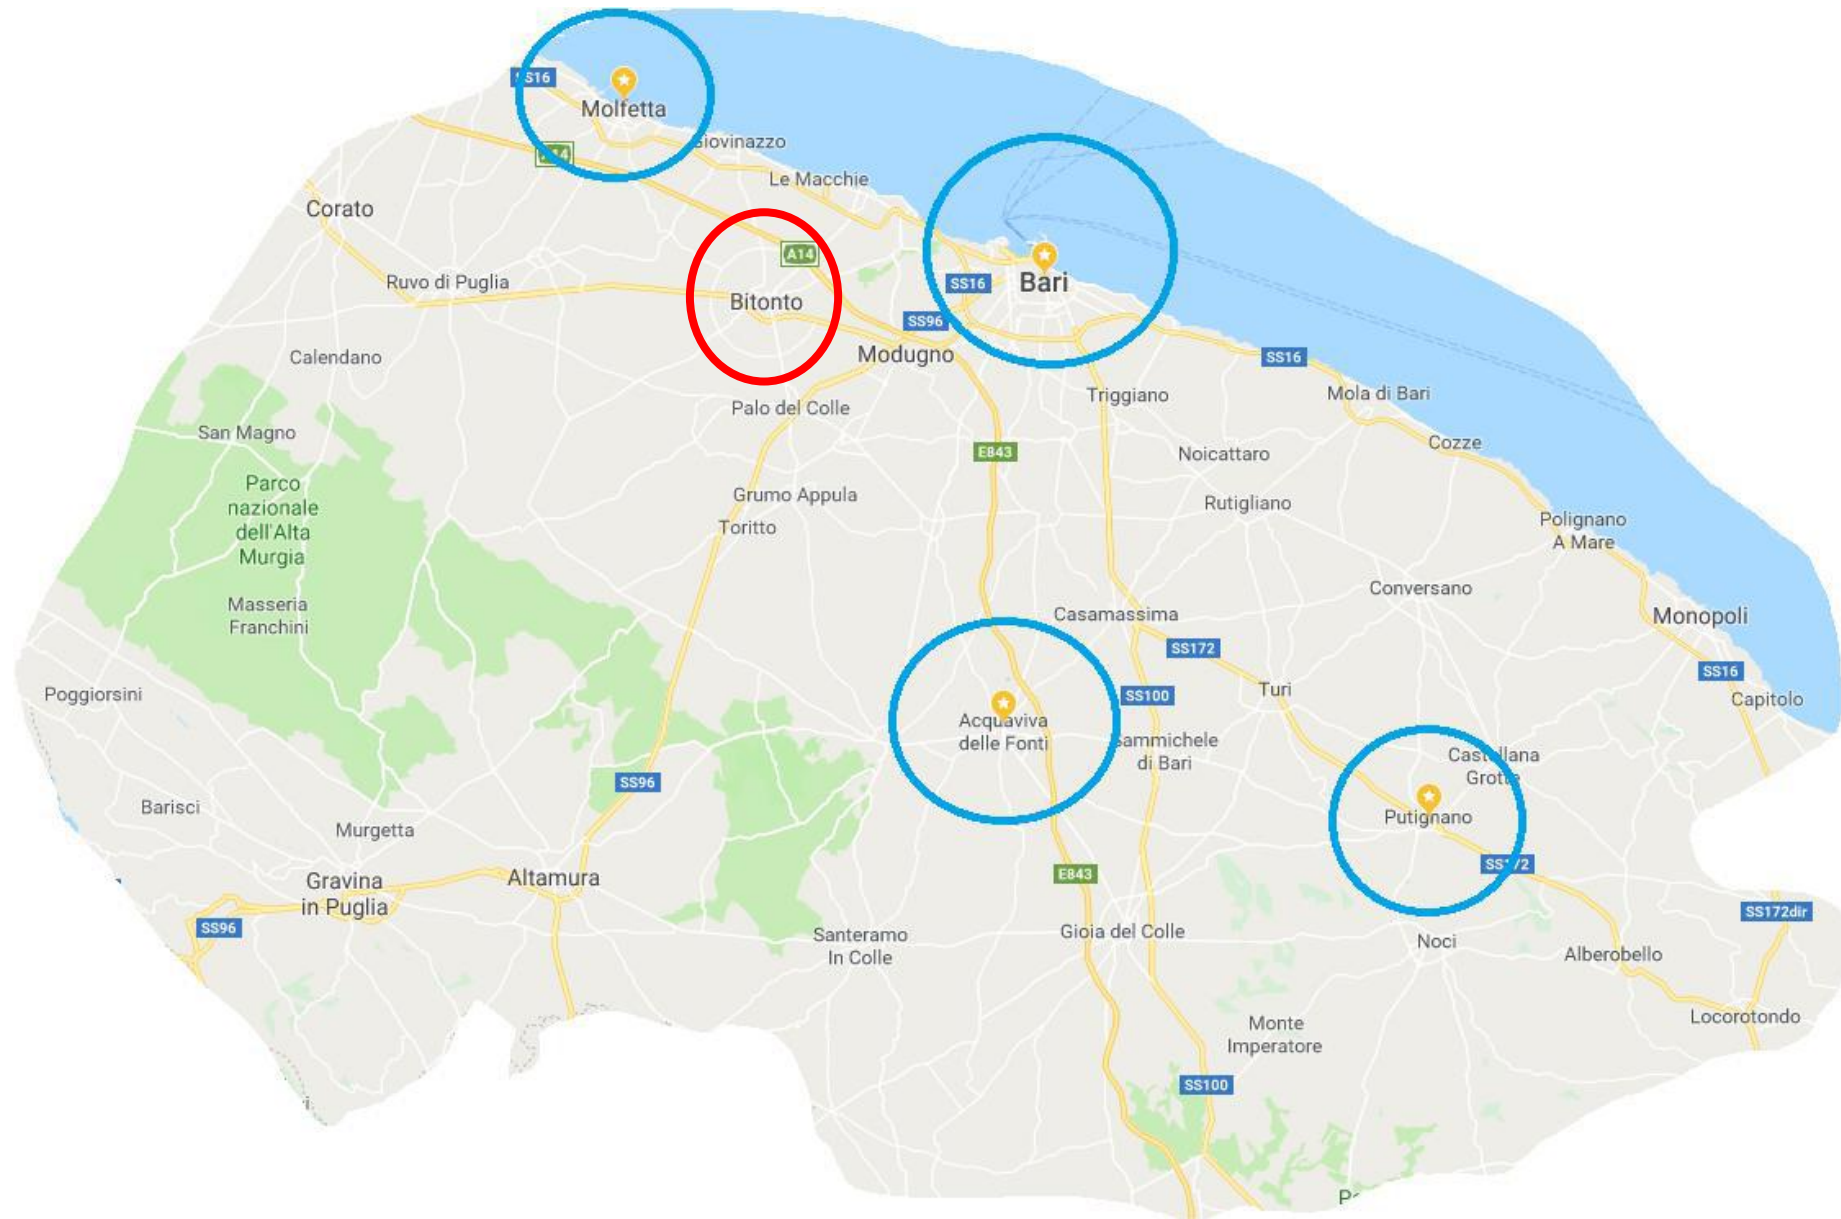 SS16
Molfetta
A14
Giovinazzo
Le Macchie
Corato
A14
Ruvo di Puglia
Bitonto
SS16
Bari
SS96
Modugno
SS16
Calendano
Triggiano
Mola di Bari
Palo del Colle
San Magno
Cozze
E843
Noicattaro
Parco
nazionale
dell'Alta
Murgia
Grumo Appula
Rutigliano
Toritto
Polignano
A Mare
Conversano
Masseria
Franchini
Casamassima
Monopoli
SS172
SS16
Poggiorsini
SS100
Turi
Capitolo
Acquaviva
delle Fonti
Sammichele
di Bari
Castellana
Grotte
SS96
Barisci
Putignano
Murgetta
SS172
Gravina
in Puglia
Altamura
E843
SS172dir
SS96
Santeramo
In Colle
Gioia del Colle
Noci
Alberobello
Locorotondo
Monte
Imperatore
SS100